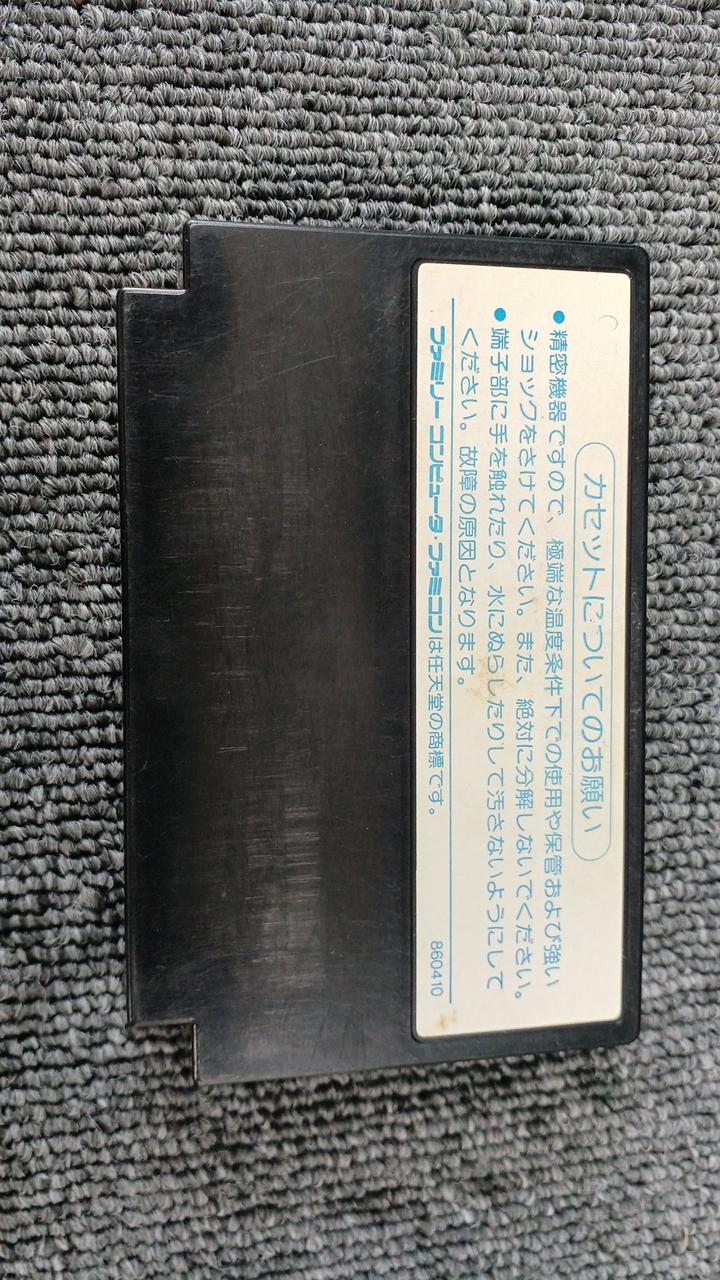 カセットについてのお願い
●精密機器ですので、極端な温度条件下での使用や保管および強い
ショックをさけてください。また、絶対に分解しないでください。
●端子部に手を触れたり、水にぬらしたりして汚さないようにして
ください。故障の原因となります。
ファミリーコンピュータ・ファミコンは任天堂の商標です。
860410